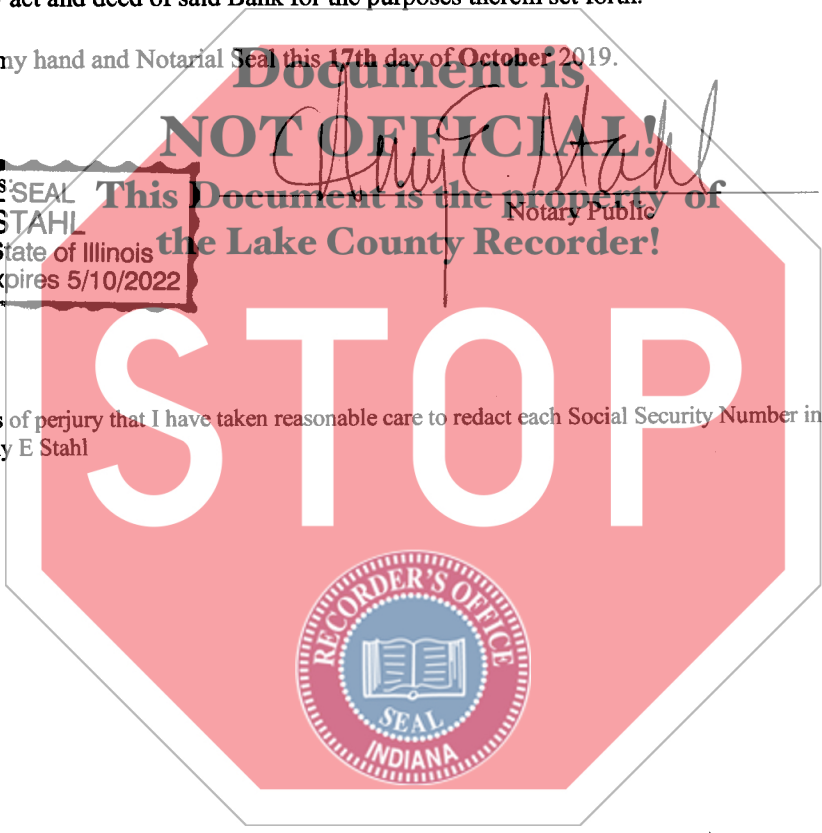 act and deed of said Bank for the purposes therein set forth.
my hand and Notarial Seal this 17th day of October 2019.
Document is
NOT OFFICIAL!
This Document is the property of
the Lake County Recorder!
Stahl
Notary Public
SEAL
STAHL
State of Illinois
xpires 5/10/2022
STOP
s of perjury that I have taken reasonable care to redact each Social Security Number in
y E Stahl
RECORDER'S OFFICE
SEAL
INDIANA